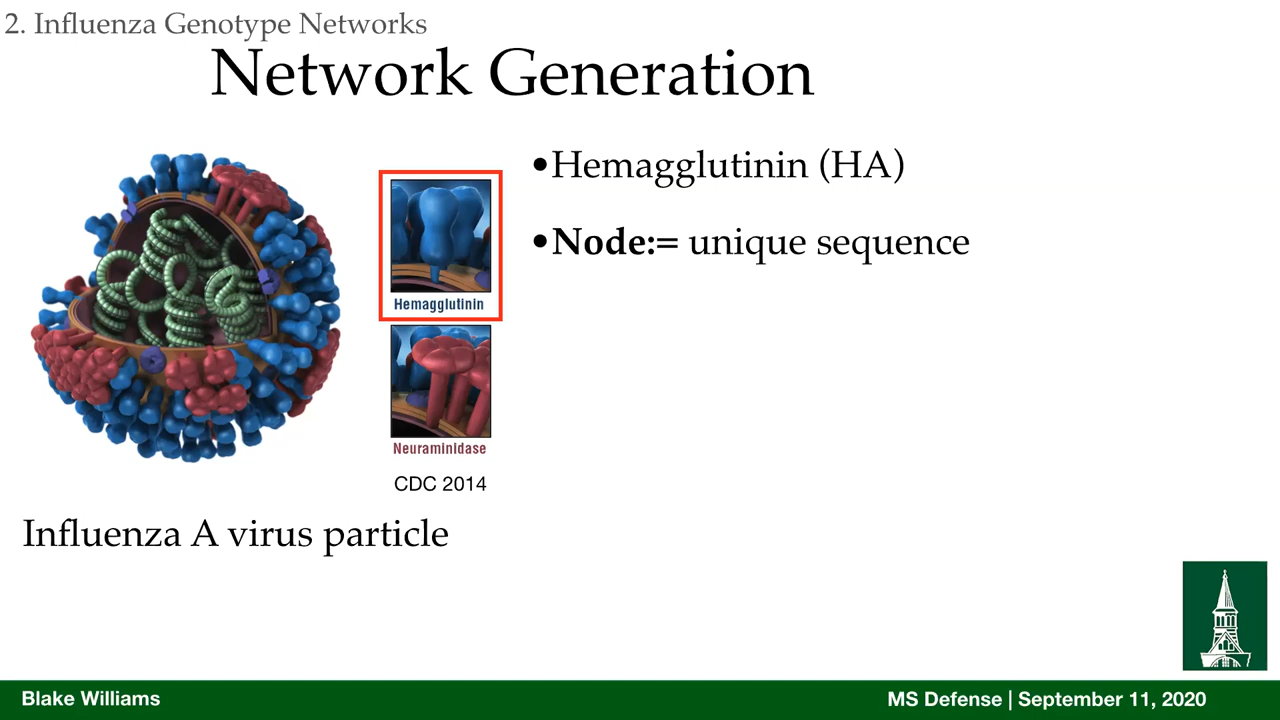 2. Influenza Genotype Networks
Network Generation
•Hemagglutinin (HA)
•Node:= unique sequence
Hemagglutinin
Neuraminidase
CDC 2014
Influenza A virus particle
Blake Williams
MS Defense | September 11, 2020